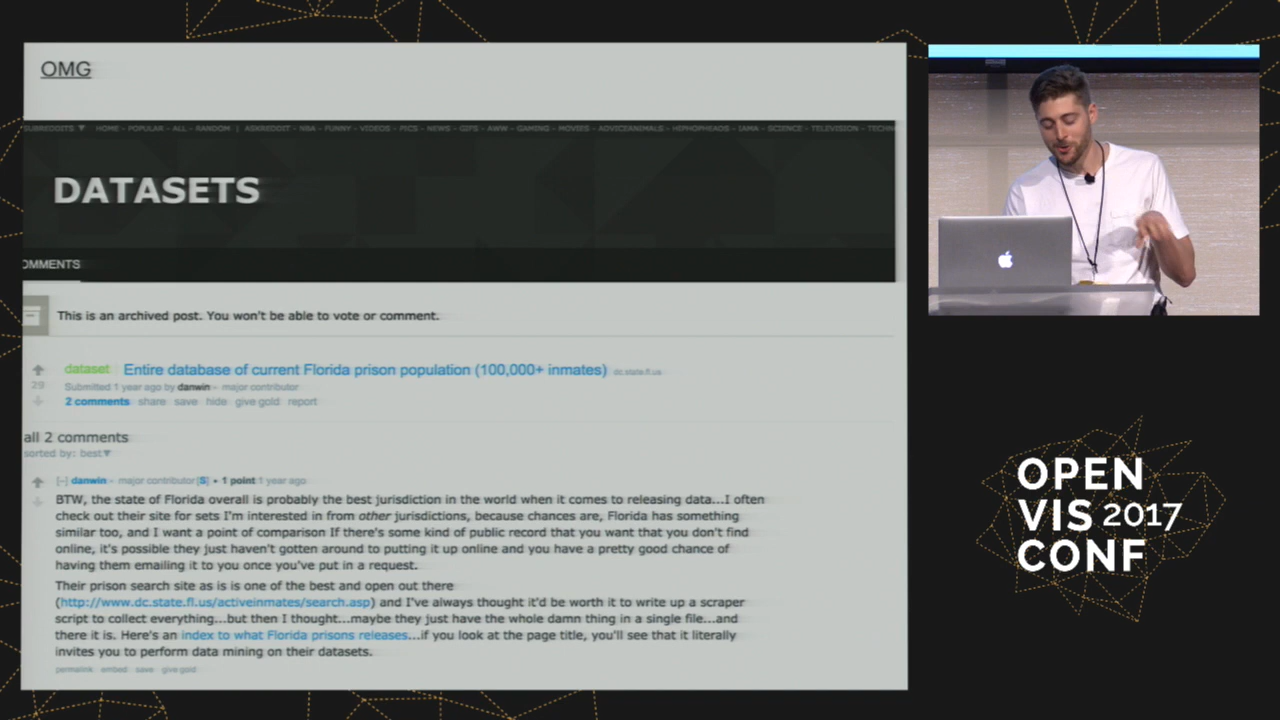 OMG
SUBREDDITS ▼ HOME - POPULAR - ALL - RANDOM | ASKREDDIT - NBA - FUNNY - VIDEOS - PICS - NEWS - GIFS - AWW - GAMING - MOVIES - ADVICEANIMALS - HIPHOPHEADS - IAMA - SCIENCE - TELEVISION - TECHN
DATASETS
OMMENTS
This is an archived post. You won't be able to vote or comment.
dataset Entire database of current Florida prison population (100,000+ inmates) dc.state.fl.us
29
Submitted 1 year ago by danwin - major contributor
2 comments share save hide give gold report
all 2 comments
sorted by: best▼
[-] danwin - major contributor [S] • 1 point 1 year ago
BTW, the state of Florida overall is probably the best jurisdiction in the world when it comes to releasing data...I often
check out their site for sets I'm interested in from other jurisdictions, because chances are, Florida has something
similar too, and I want a point of comparison If there's some kind of public record that you want that you don't find
online, it's possible they just haven't gotten around to putting it up online and you have a pretty good chance of
having them emailing it to you once you've put in a request.
Their prison search site as is is one of the best and open out there
(http://www.dc.state.fl.us/activeinmates/search.asp) and I've always thought it'd be worth it to write up a scraper
script to collect everything...but then I thought...maybe they just have the whole damn thing in a single file...and
there it is. Here's an index to what Florida prisons releases...if you look at the page title, you'll see that it literally
invites you to perform data mining on their datasets.
permalink embed save give gold
OPEN
VIS 2017
CONF